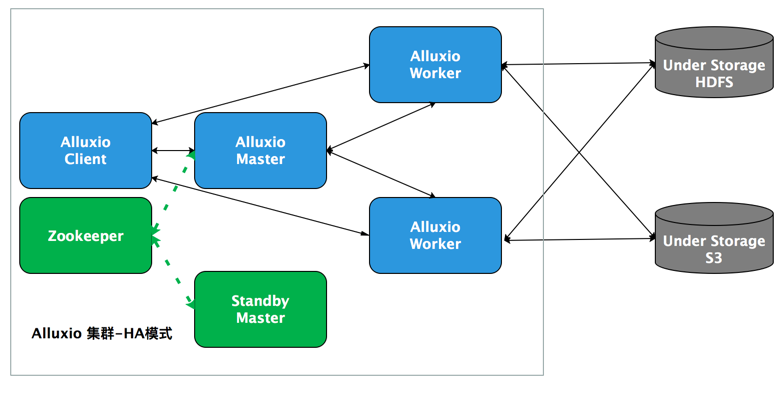 Alluxio
Worker
Under Storage
HDFS
Alluxio
Client
Alluxio
Master
Zookeeper
Alluxio
Worker
Under Storage
S3
Standby
Master
Alluxio 集群-HA模式